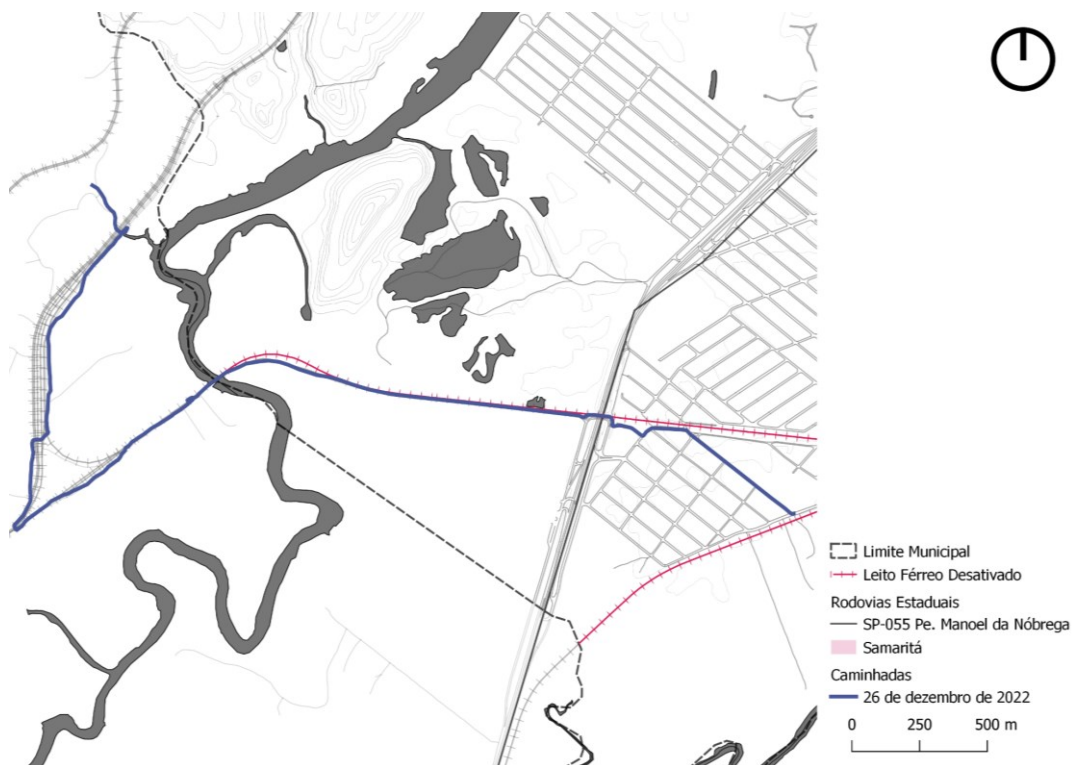 Limite Municipal
Leito Férreo Desativado
Rodovias Estaduais
SP-055 Pe. Manoel da Nóbrega
Samaritá
Caminhadas
26 de dezembro de 2022
0 250 500 m